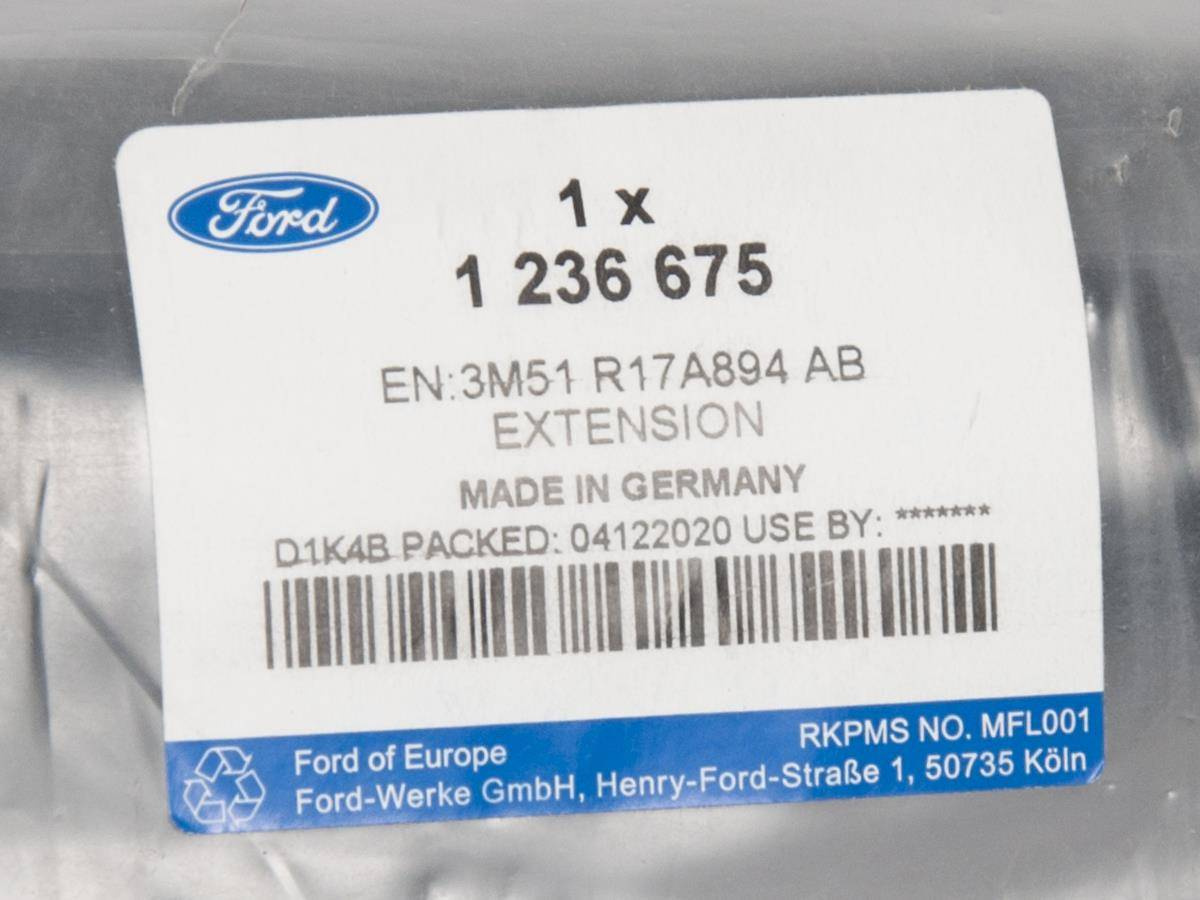 Ford
1 x
1 236 675
EN:3M51 R17A894 AB
EXTENSION
MADE IN GERMANY
D1K4B PACKED: 04122020 USE BY: *******
RKPMS NO. MFL001
Ford of Europe
Ford-Werke GmbH, Henry-Ford-Straße 1, 50735 Köln